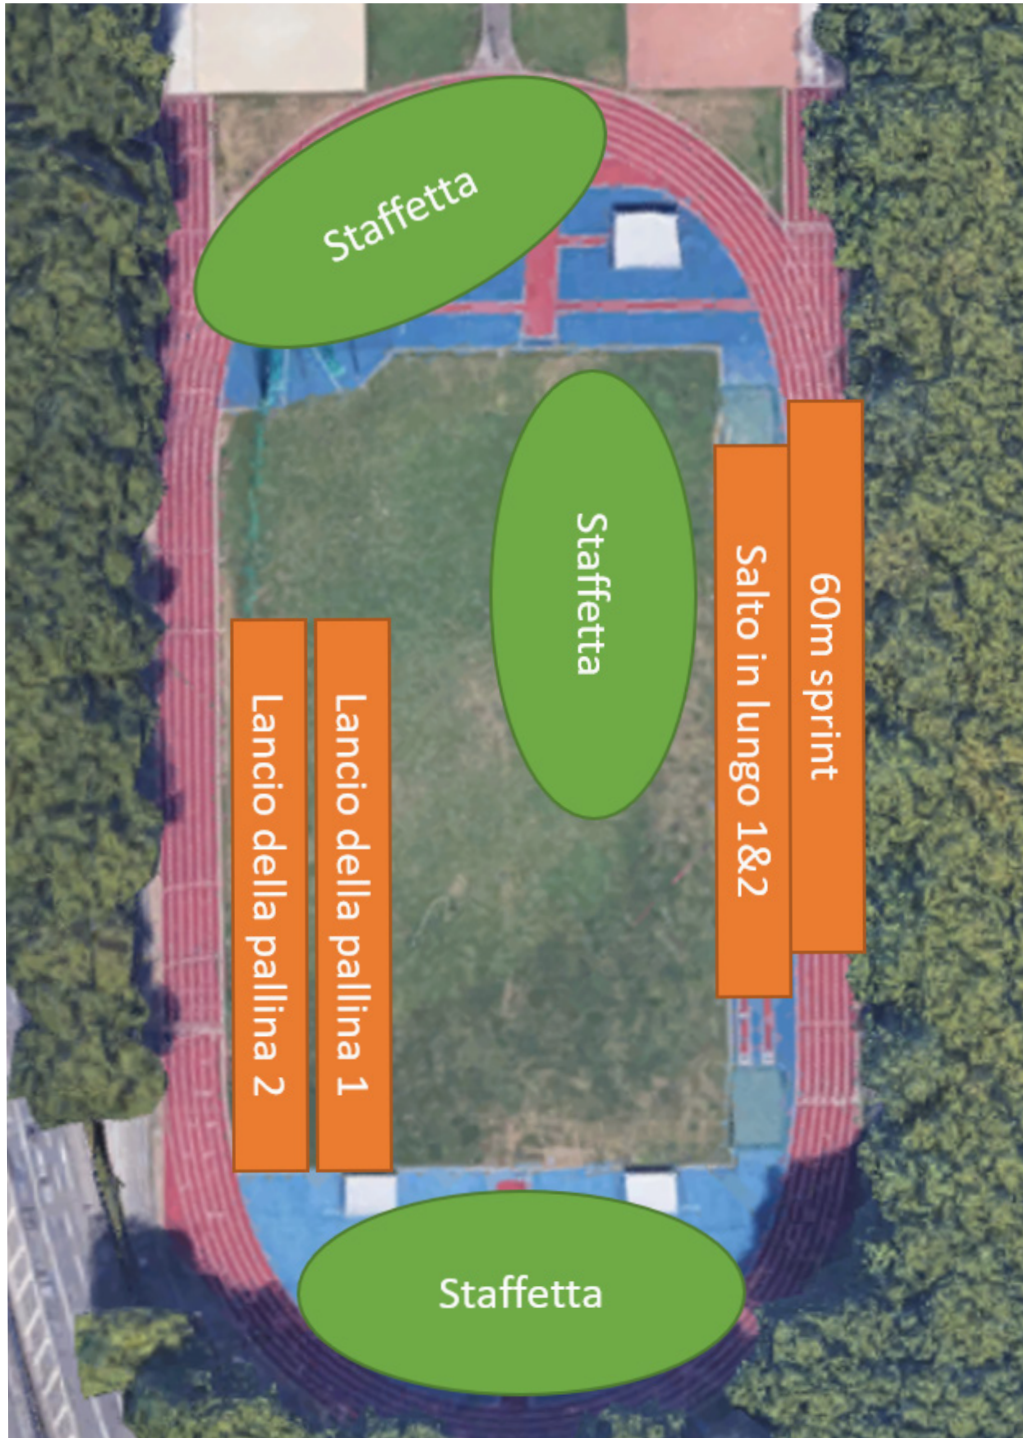 Staffetta
Staffetta
60m sprint
Salto in lungo 1&2
Lancio della pallina 1
Lancio della pallina 2
Staffetta